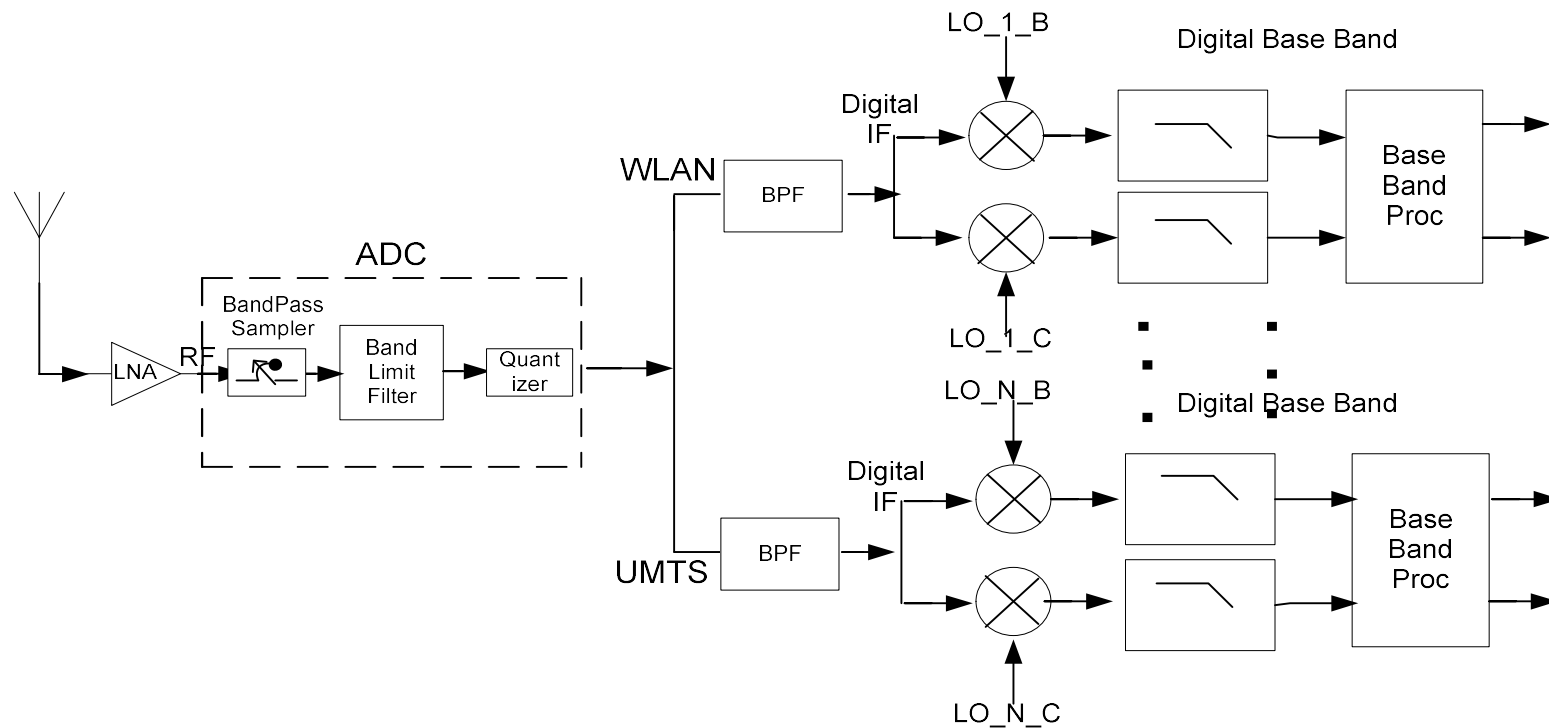 LO_1_B
Digital Base Band
Digital
IF
WLAN
BPF
Base
Band
Proc
ADC
BandPass
Sampler
LNA
RF
Band
Limit
Filter
Quant
izer
LO_1_C
LO_N_B
Digital Base Band
Digital
IF
UMTS
BPF
Base
Band
Proc
LO_N_C